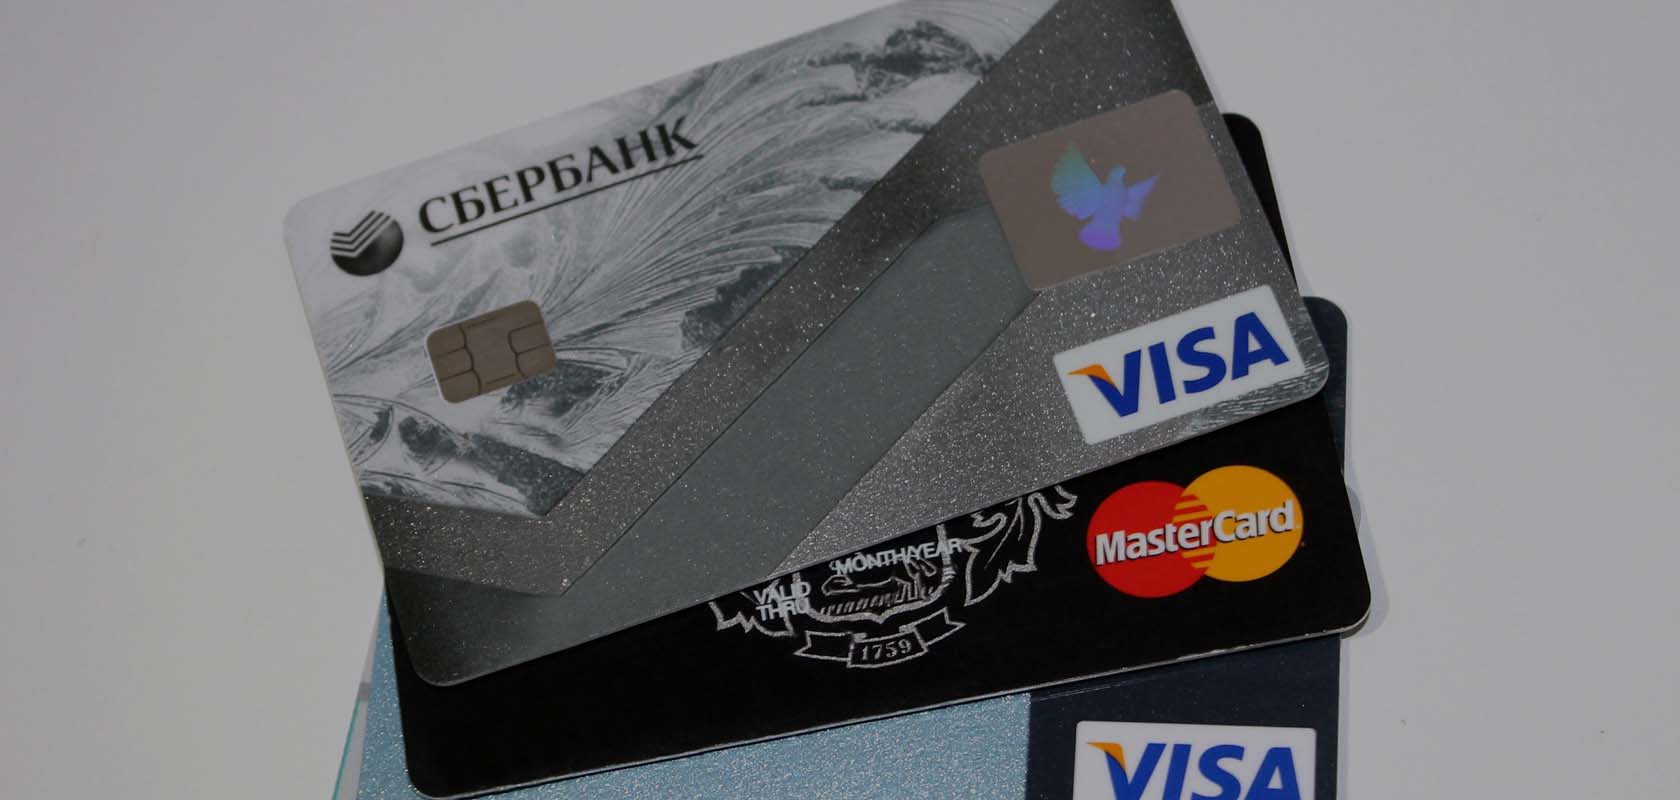 СБЕРБАНК
VISA
MasterCard
MONTH/YEAR
VALID
THRU
1759
VISA